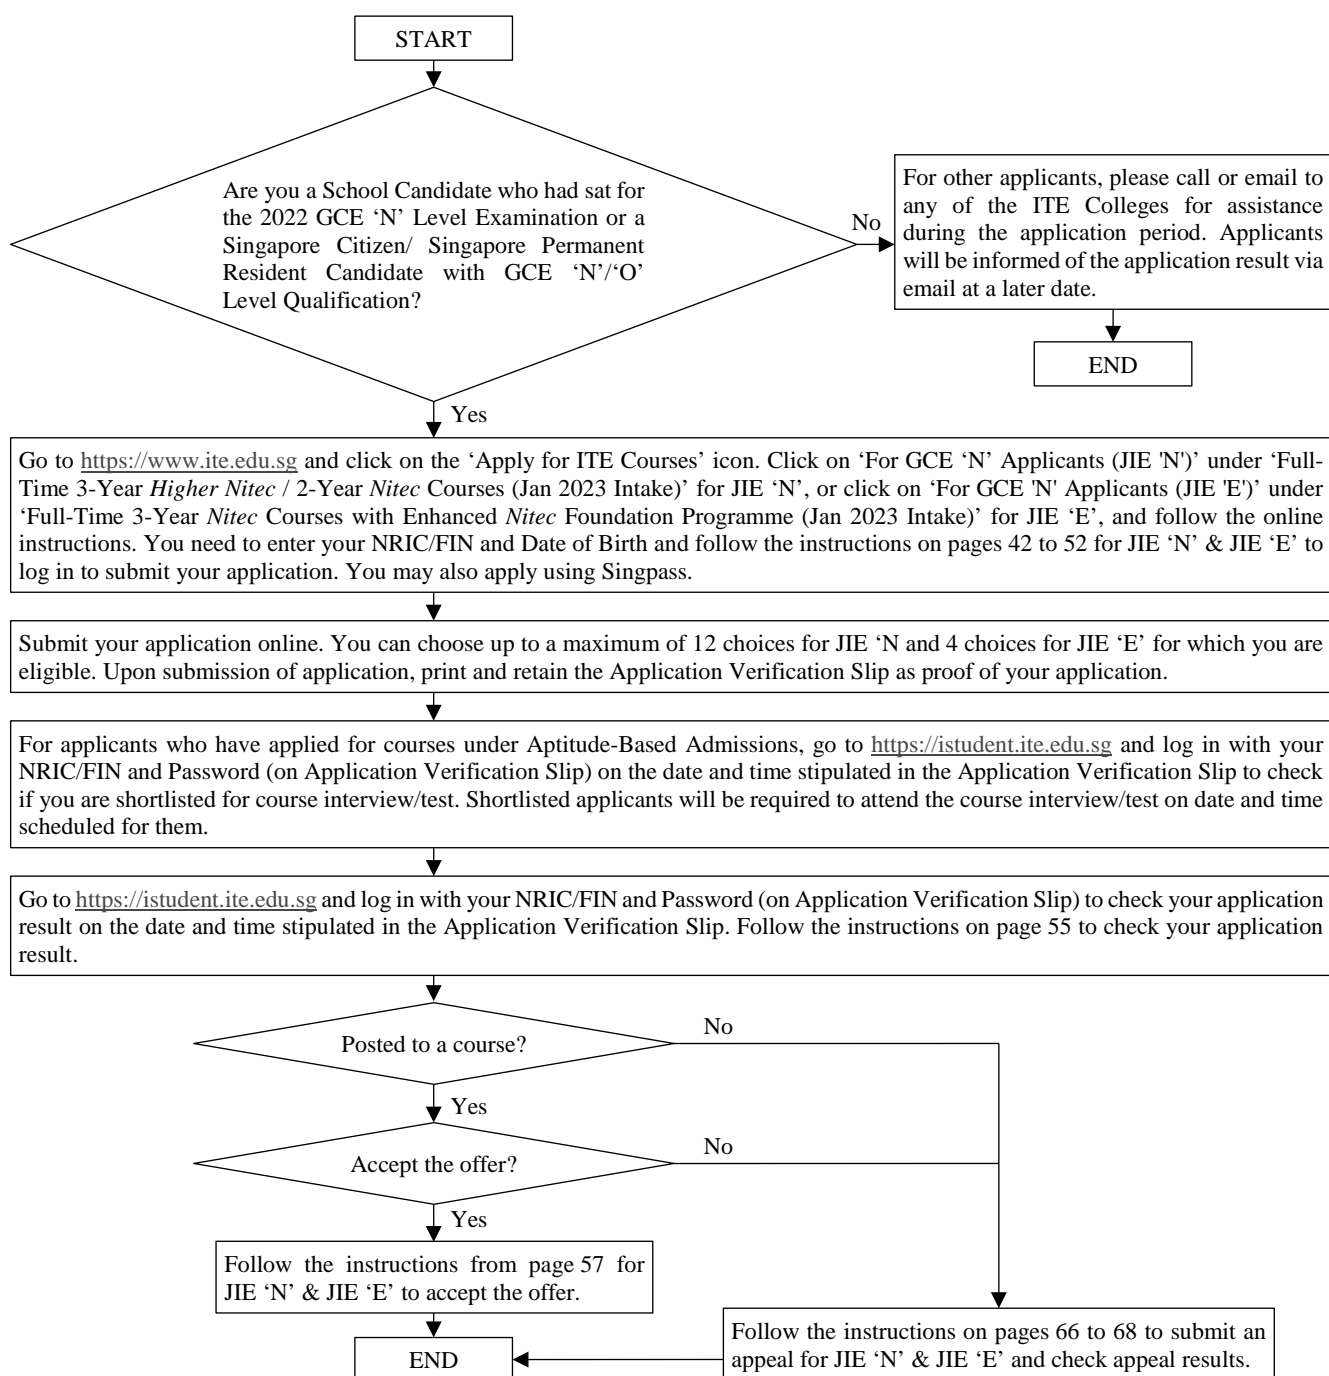 START
Are you a School Candidate who had sat for
the 2022 GCE ‘N’ Level Examination or a
Singapore Citizen/ Singapore Permanent
Resident Candidate with GCE ‘N’/‘O’
Level Qualification?
No
For other applicants, please call or email to
any of the ITE Colleges for assistance
during the application period. Applicants
will be informed of the application result via
email at a later date.
END
Yes
Go to https://www.ite.edu.sg and click on the ‘Apply for ITE Courses’ icon. Click on ‘For GCE ‘N’ Applicants (JIE 'N')’ under ‘Full-
Time 3-Year Higher Nitec / 2-Year Nitec Courses (Jan 2023 Intake)’ for JIE ‘N’, or click on ‘For GCE 'N' Applicants (JIE 'E')’ under
‘Full-Time 3-Year Nitec Courses with Enhanced Nitec Foundation Programme (Jan 2023 Intake)’ for JIE ‘E’, and follow the online
instructions. You need to enter your NRIC/FIN and Date of Birth and follow the instructions on pages 42 to 52 for JIE ‘N’ & JIE ‘E’ to
log in to submit your application. You may also apply using Singpass.
Submit your application online. You can choose up to a maximum of 12 choices for JIE ‘N and 4 choices for JIE ‘E’ for which you are
eligible. Upon submission of application, print and retain the Application Verification Slip as proof of your application.
For applicants who have applied for courses under Aptitude-Based Admissions, go to https://istudent.ite.edu.sg and log in with your
NRIC/FIN and Password (on Application Verification Slip) on the date and time stipulated in the Application Verification Slip to check
if you are shortlisted for course interview/test. Shortlisted applicants will be required to attend the course interview/test on date and time
scheduled for them.
Go to https://istudent.ite.edu.sg and log in with your NRIC/FIN and Password (on Application Verification Slip) to check your application
result on the date and time stipulated in the Application Verification Slip. Follow the instructions on page 55 to check your application
result.
Posted to a course?
No
Yes
Accept the offer?
No
Yes
Follow the instructions from page 57 for
JIE ‘N’ & JIE ‘E’ to accept the offer.
Follow the instructions on pages 66 to 68 to submit an
appeal for JIE ‘N’ & JIE ‘E’ and check appeal results.
END